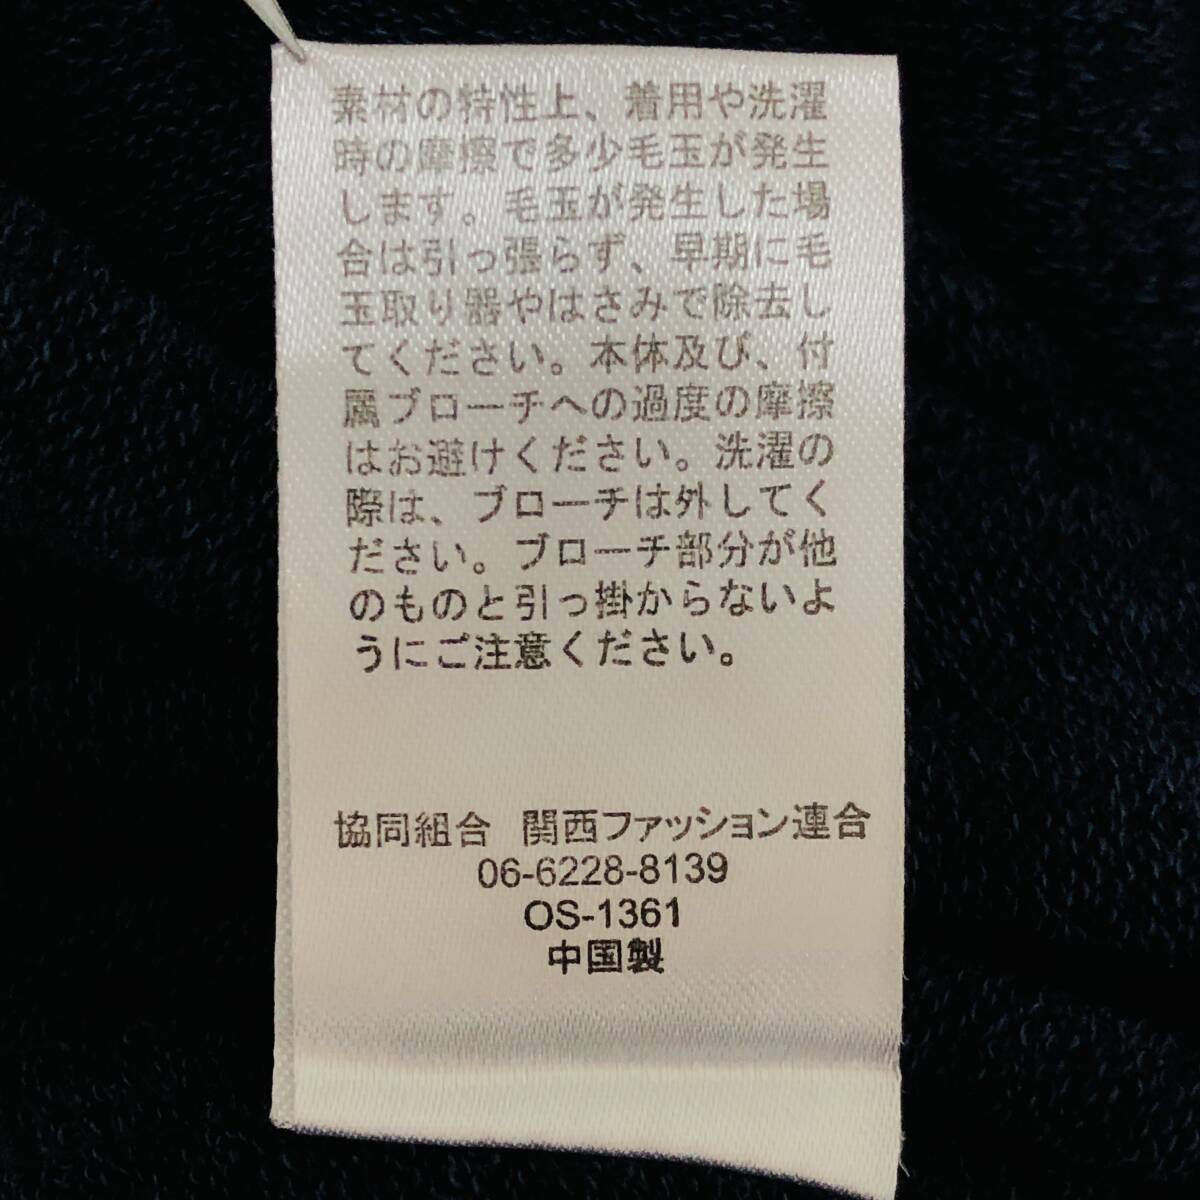 素材の特性上、着用や洗濯
時の摩擦で多少毛玉が発生
します。毛玉が発生した場
合は引っ張らず、早期に毛
玉取り器やはさみで除去し
てください。本体及び、付
属ブローチへの過度の摩擦
はお避けください。洗濯の
際は、ブローチは外してく
ださい。ブローチ部分が他
のものと引っ掛からないよ
うにご注意ください。
協同組合 関西ファッション連合
06-6228-8139
OS-1361
中国製